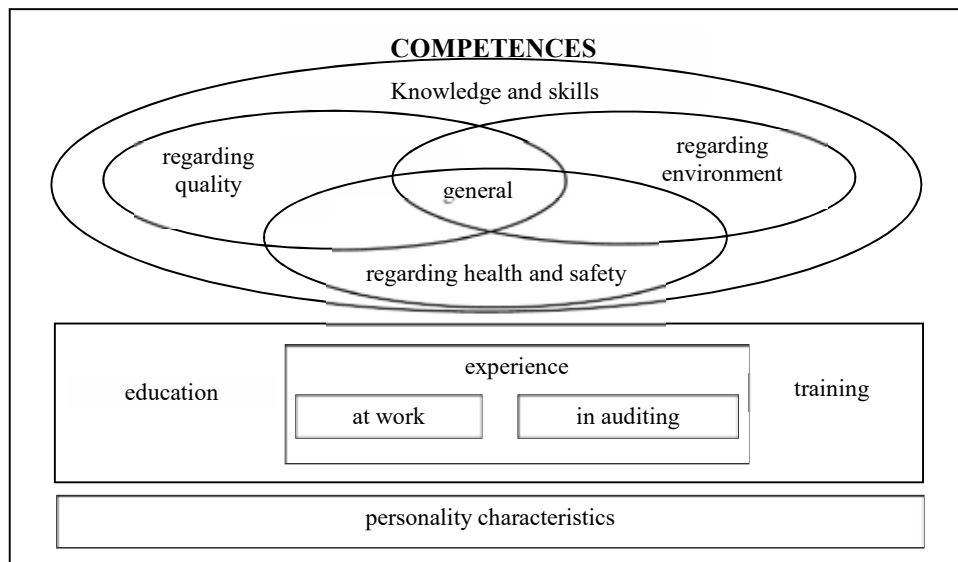 COMPETENCES
Knowledge and skills
regarding
quality
regarding
environment
general
regarding health and safety
education
experience
training
at work
in auditing
personality characteristics